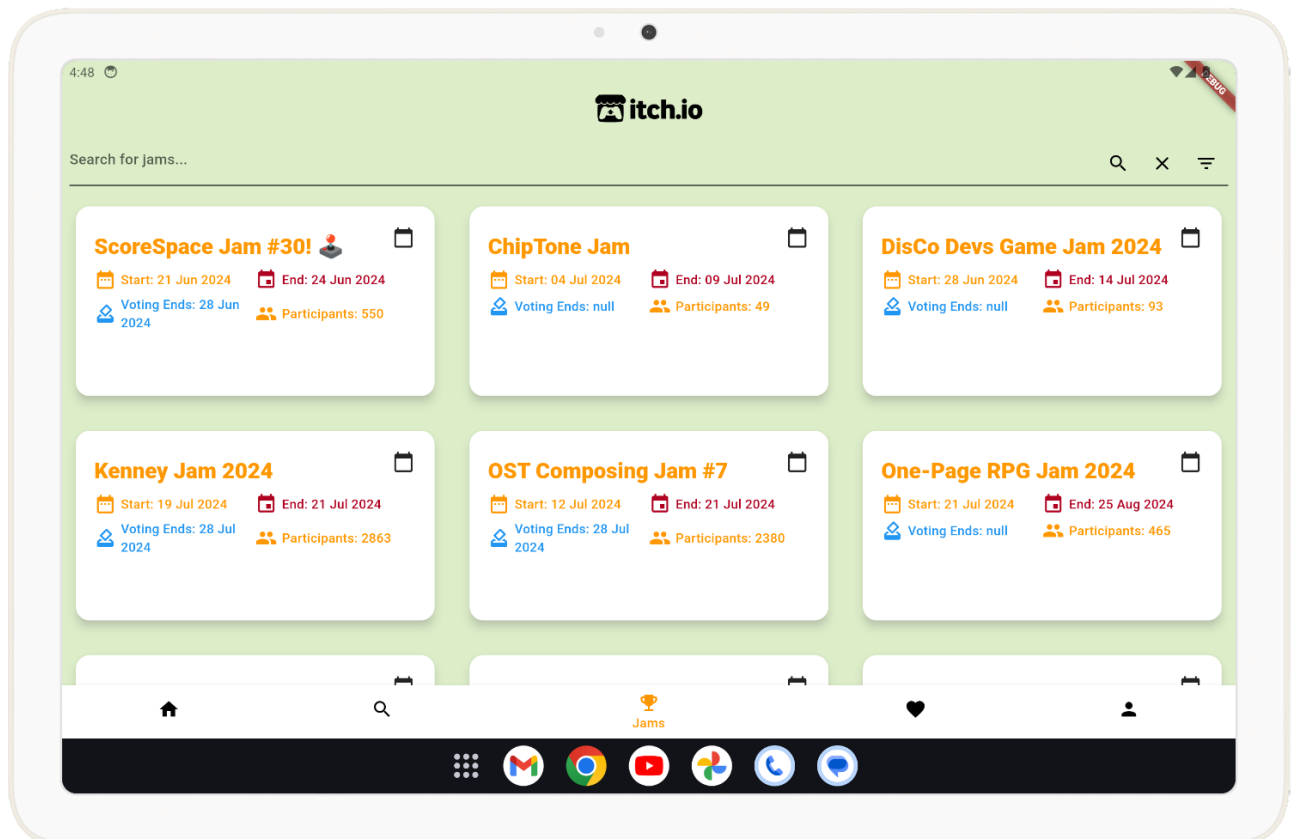 4:48
DEBUG
itch.io
Search for jams...
ScoreSpace Jam #30! 🕹️
Start: 21 Jun 2024
End: 24 Jun 2024
Voting Ends: 28 Jun
2024
Participants: 550
ChipTone Jam
Start: 04 Jul 2024
End: 09 Jul 2024
Voting Ends: null
Participants: 49
DisCo Devs Game Jam 2024
Start: 28 Jun 2024
End: 14 Jul 2024
Voting Ends: null
Participants: 93
Kenney Jam 2024
Start: 19 Jul 2024
End: 21 Jul 2024
Voting Ends: 28 Jul
2024
Participants: 2863
OST Composing Jam #7
Start: 12 Jul 2024
End: 21 Jul 2024
Voting Ends: 28 Jul
2024
Participants: 2380
One-Page RPG Jam 2024
Start: 21 Jul 2024
End: 25 Aug 2024
Voting Ends: null
Participants: 465
Jams